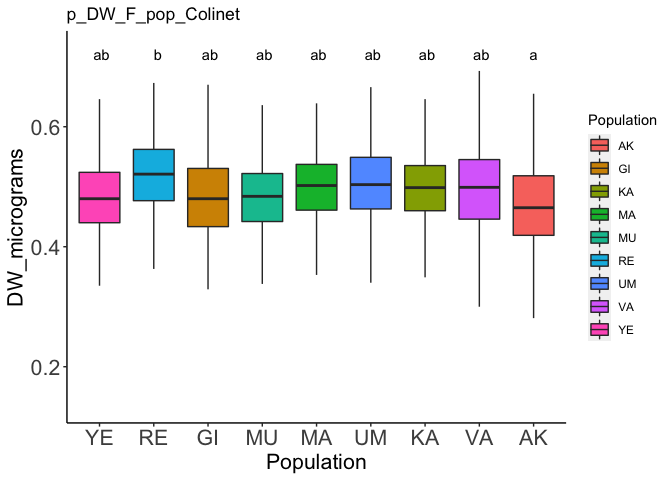 p_DW_F_pop_Colinet
ab b ab ab ab ab ab ab a
DW_micrograms
0.6
0.4
0.2
YE RE GI MU MA UM KA VA AK
Population
Population
AK
GI
KA
MA
MU
RE
UM
VA
YE